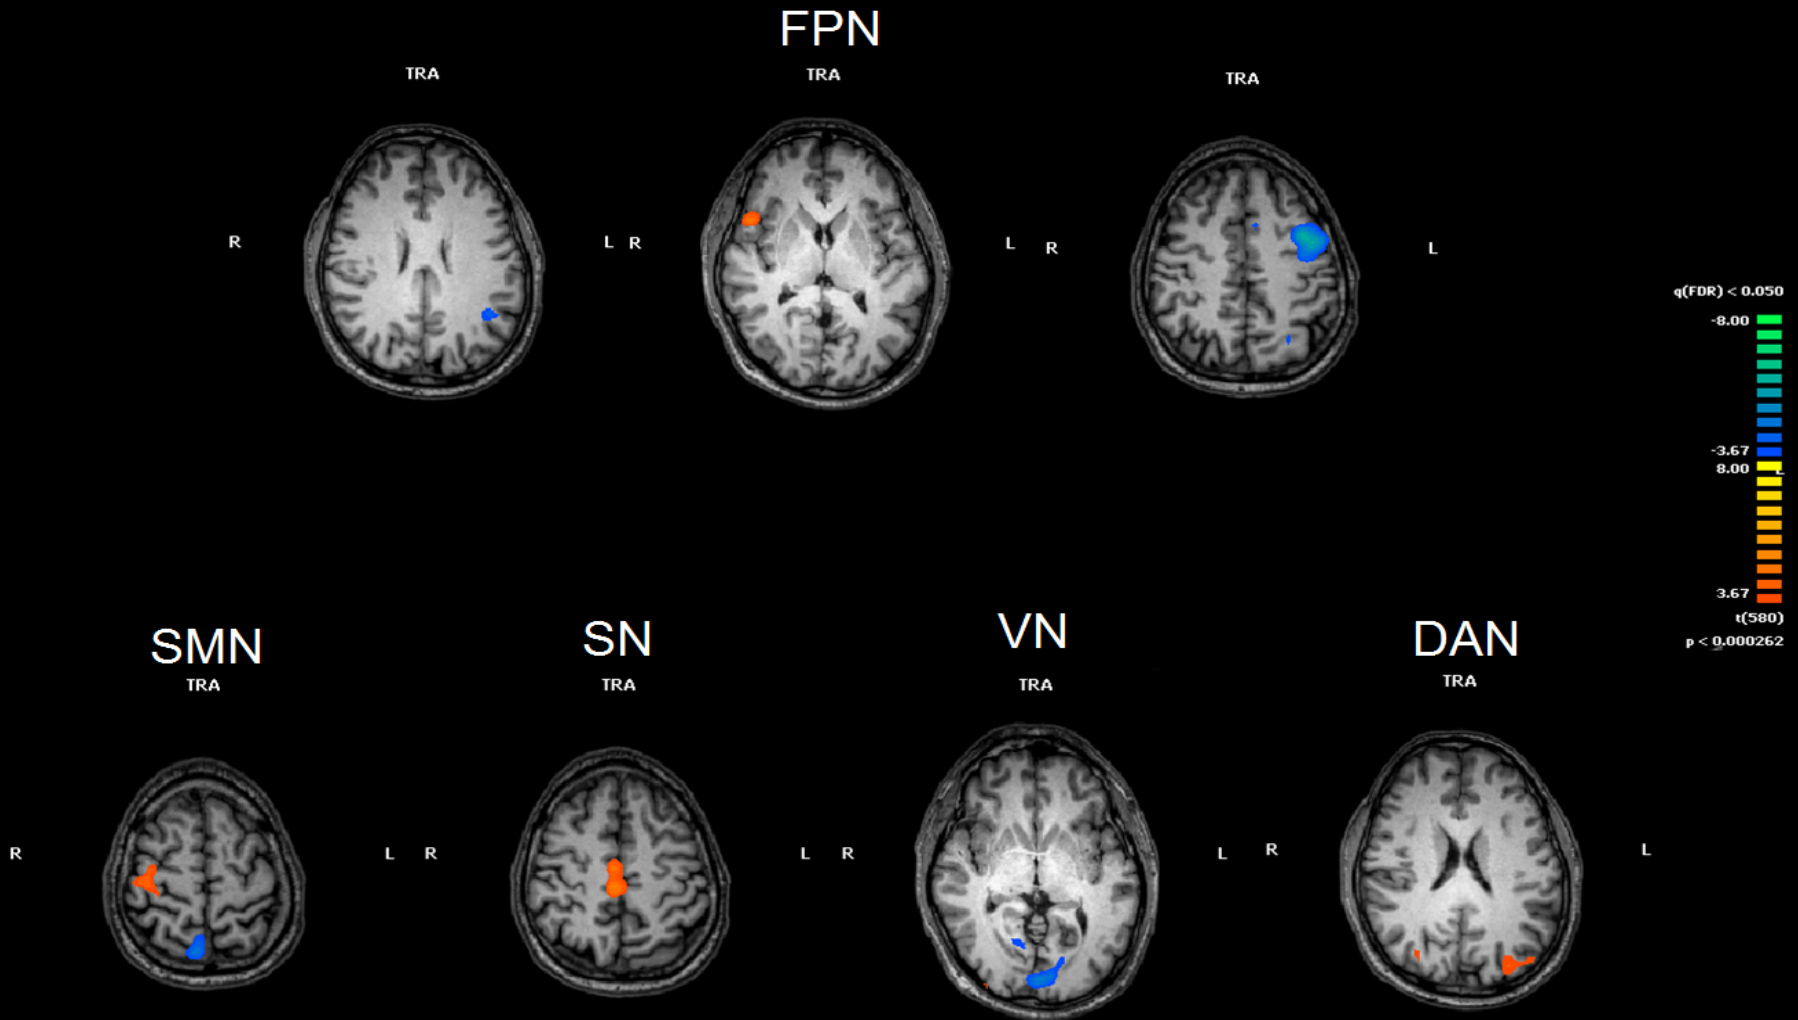 FPN
TRA
TRA
TRA
R
L
R
L
R
L
q(FDR) < 0.050
-8.00
-3.67
8.00
L
3.67
t(580)
p < 0.000262
SMN
SN
VN
DAN
TRA
TRA
TRA
TRA
R
L
R
L
R
L
R
L